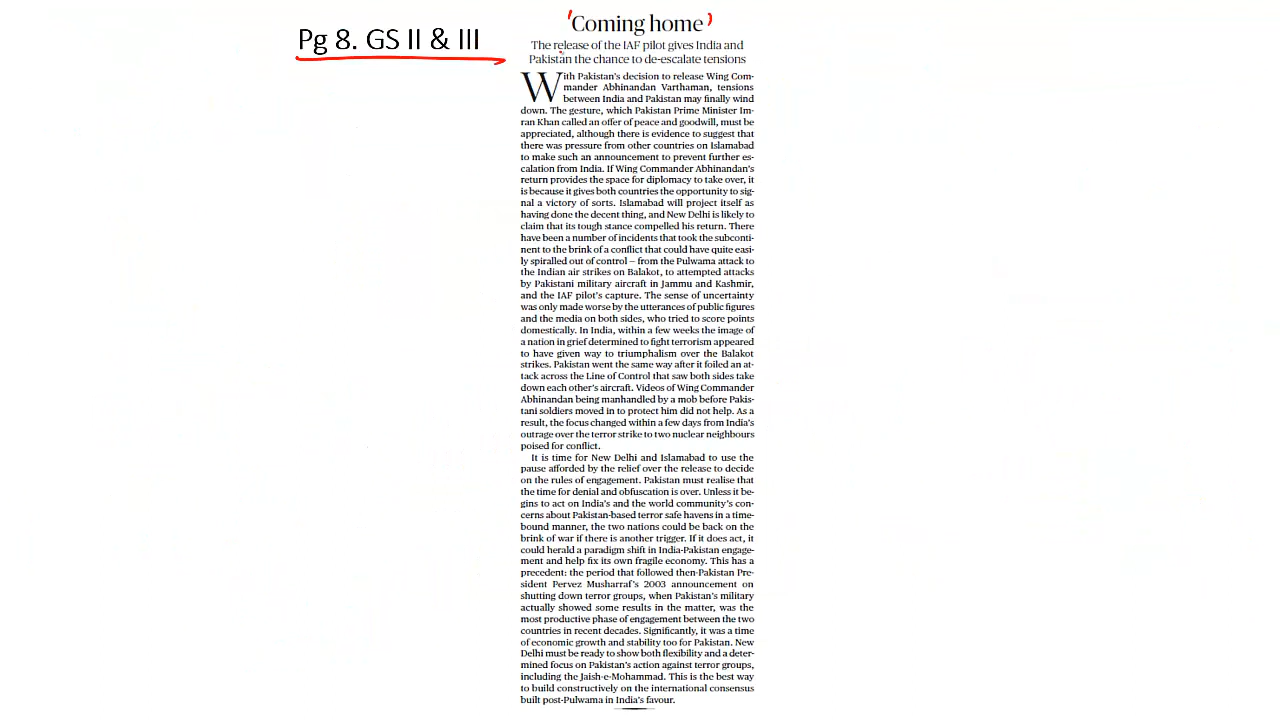 Pg 8. GS II & III
'Coming home'
The release of the IAF pilot gives India and
Pakistan the chance to de-escalate tensions
With Pakistan's decision to release Wing Com-
mander Abhinandan Varthaman, tensions
between India and Pakistan may finally wind
down. The gesture, which Pakistan Prime Minister Im-
ran Khan called an offer of peace and goodwill, must be
appreciated, although there is evidence to suggest that
there was pressure from other countries on Islamabad
to make such an announcement to prevent further es-
calation from India. If Wing Commander Abhinandan's
return provides the space for diplomacy to take over, it
is because it gives both countries the opportunity to sig-
nal a victory of sorts. Islamabad will project itself as
having done the decent thing, and New Delhi is likely to
claim that its tough stance compelled his return. There
have been a number of incidents that took the subconti-
nent to the brink of a conflict that could have quite easi-
ly spiralled out of control – from the Pulwama attack to
the Indian air strikes on Balakot, to attempted attacks
by Pakistani military aircraft in Jammu and Kashmir,
and the IAF pilot's capture. The sense of uncertainty
was only made worse by the utterances of public figures
and the media on both sides, who tried to score points
domestically. In India, within a few weeks the image of
a nation in grief determined to fight terrorism appeared
to have given way to triumphalism over the Balakot
strikes. Pakistan went the same way after it foiled an at-
tack across the Line of Control that saw both sides take
down each other's aircraft. Videos of Wing Commander
Abhinandan being manhandled by a mob before Pakis-
tani soldiers moved in to protect him did not help. As a
result, the focus changed within a few days from India's
outrage over the terror strike to two nuclear neighbours
poised for conflict.
It is time for New Delhi and Islamabad to use the
pause afforded by the relief over the release to decide
on the rules of engagement. Pakistan must realise that
the time for denial and obfuscation is over. Unless it be-
gins to act on India's and the world community's con-
cerns about Pakistan-based terror safe havens in a time-
bound manner, the two nations could be back on the
brink of war if there is another trigger. If it does act, it
could herald a paradigm shift in India-Pakistan engage-
ment and help fix its own fragile economy. This has a
precedent: the period that followed then-Pakistan Pre-
sident Pervez Musharraf's 2003 announcement on
shutting down terror groups, when Pakistan's military
actually showed some results in the matter, was the
most productive phase of engagement between the two
countries in recent decades. Significantly, it was a time
of economic growth and stability too for Pakistan. New
Delhi must be ready to show both flexibility and a deter-
mined focus on Pakistan's action against terror groups,
including the Jaish-e-Mohammad. This is the best way
to build constructively on the international consensus
built post-Pulwama in India's favour.